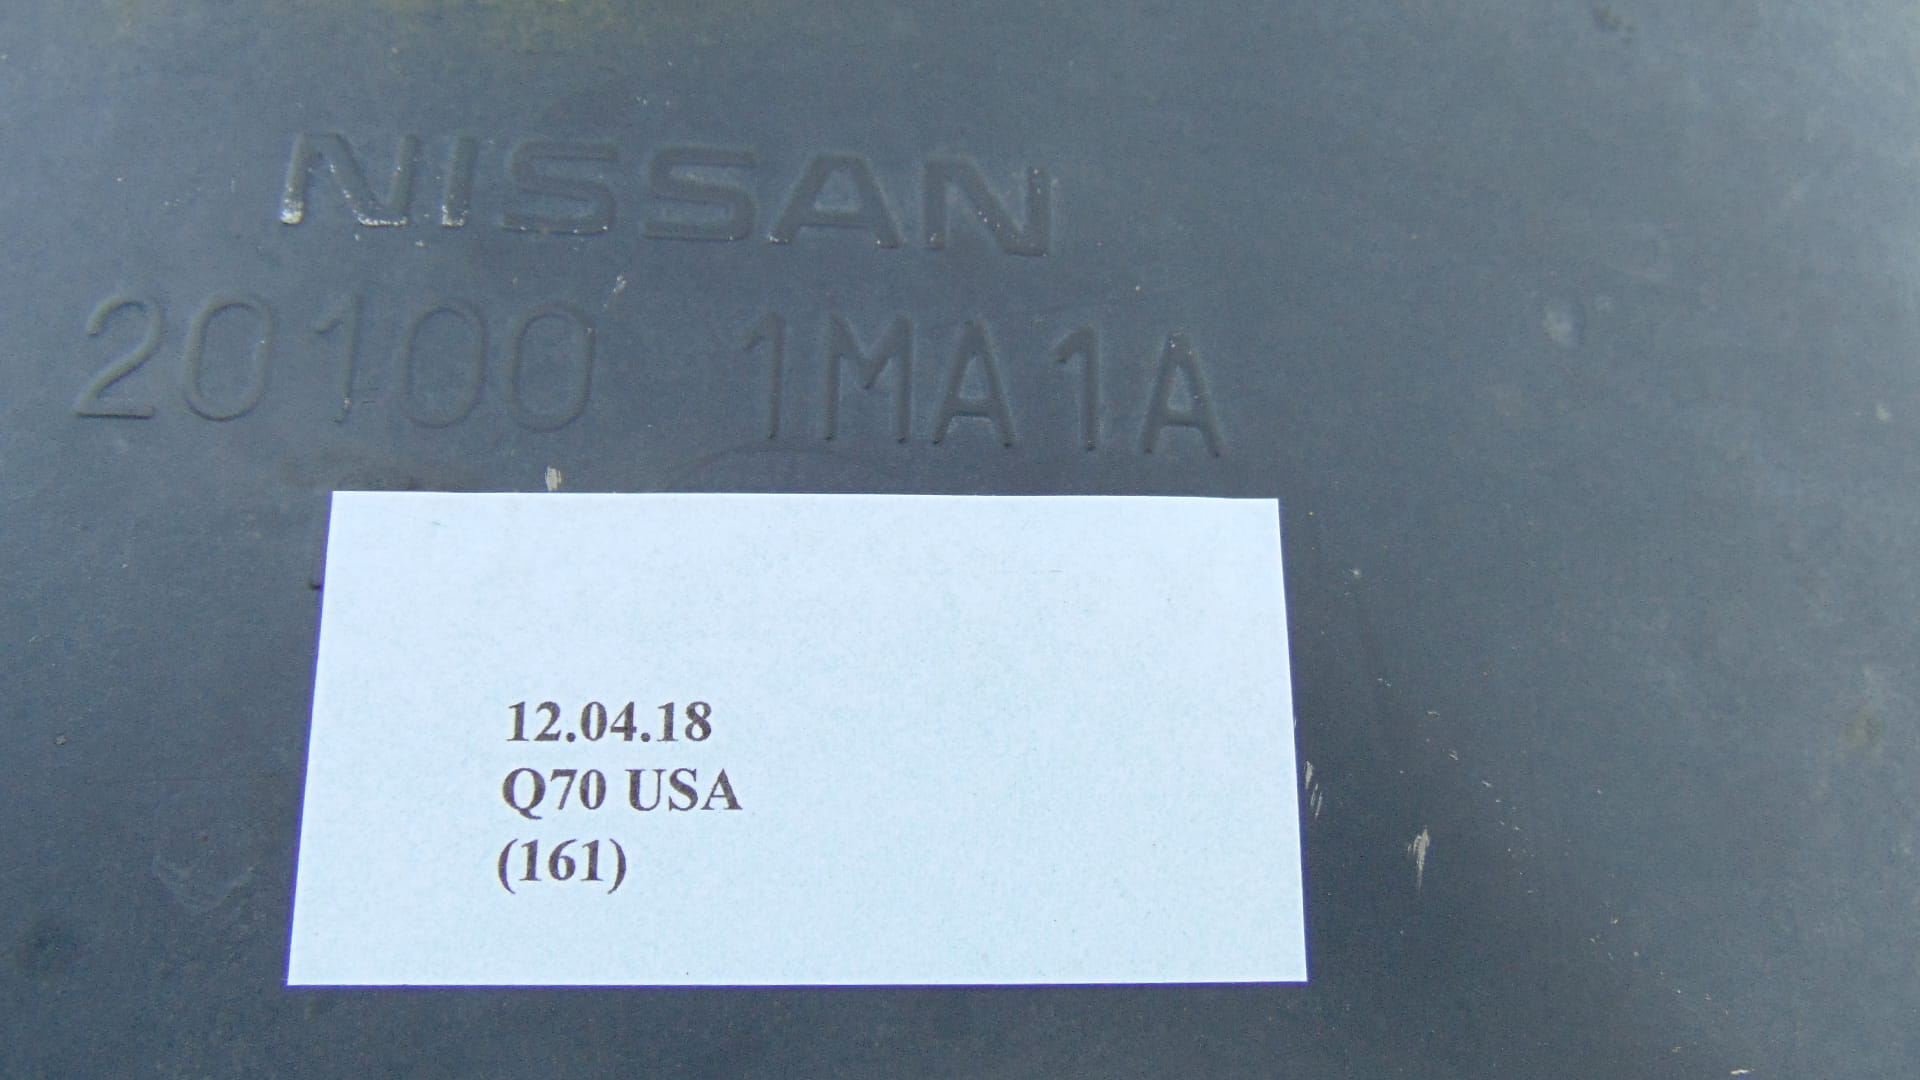 NISSAN
20100 1MA1A
12.04.18
Q70 USA
(161)